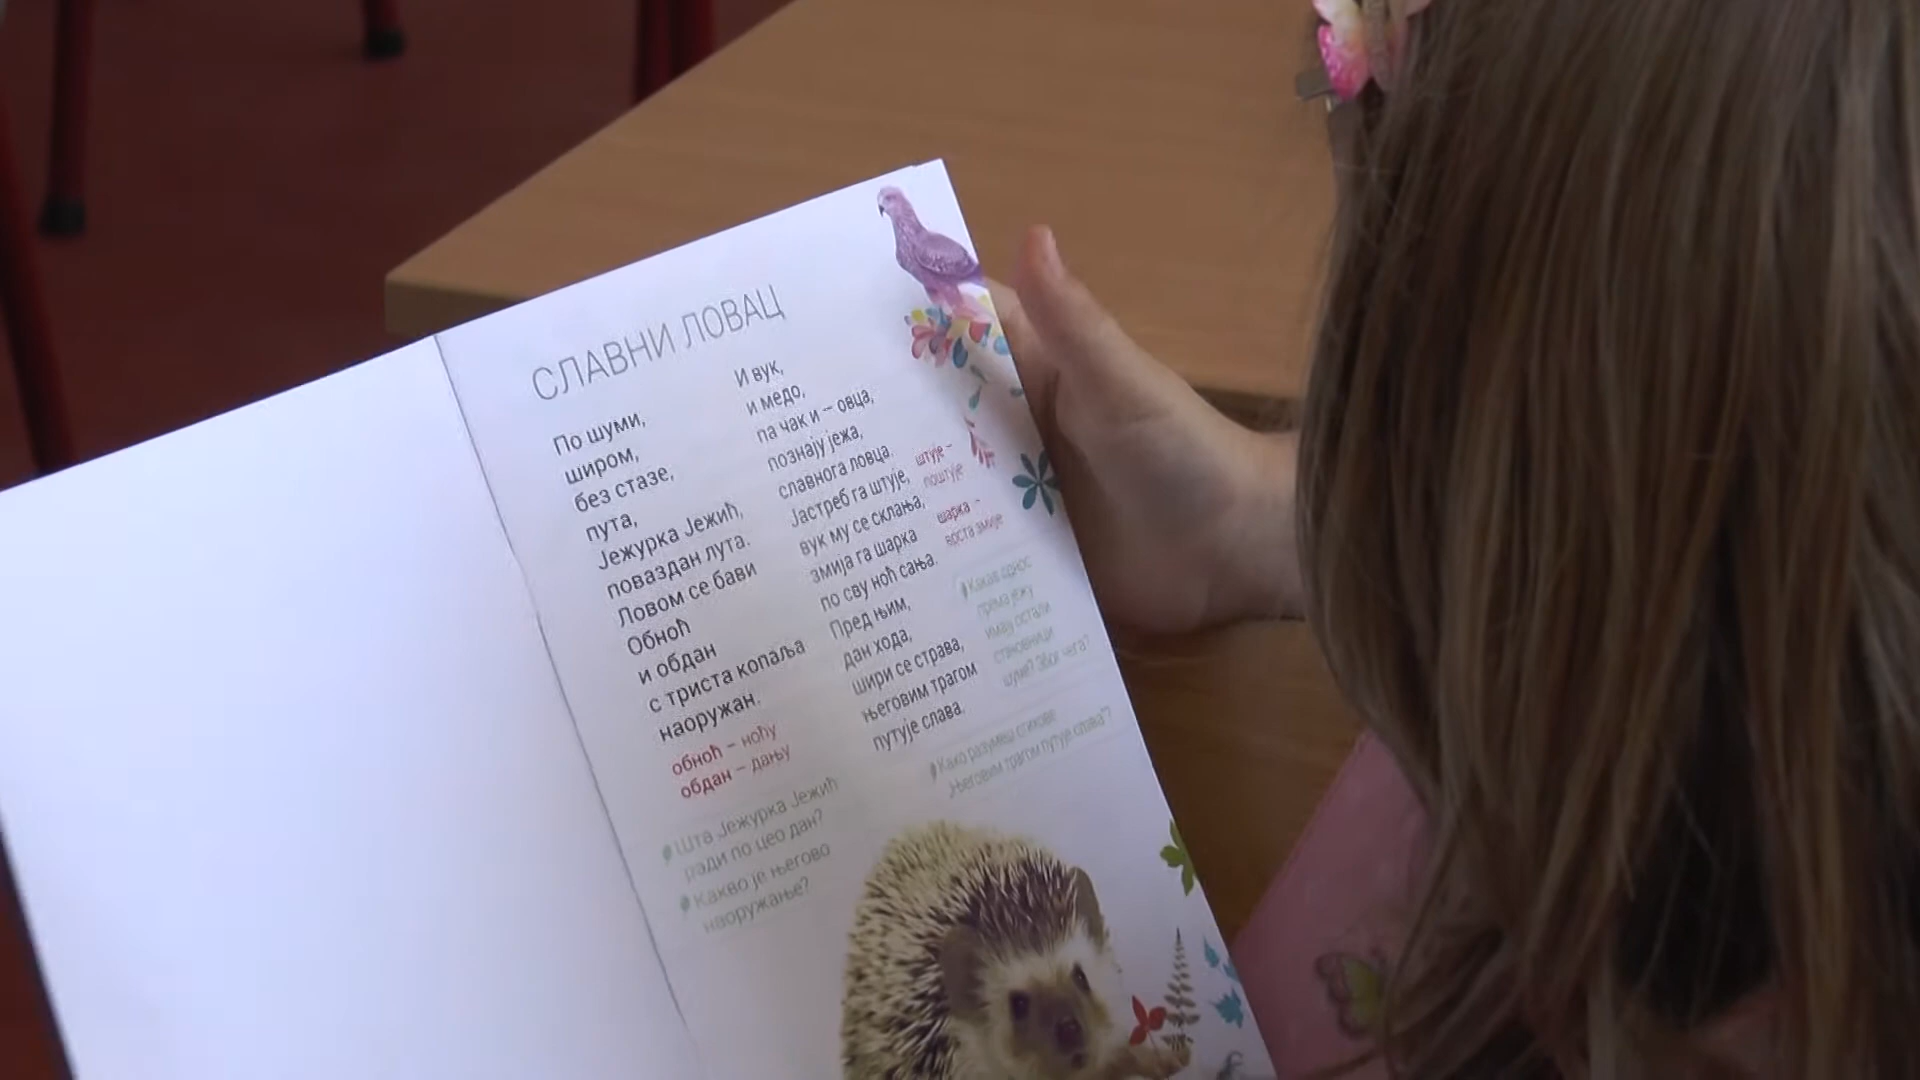 СЛАВНИ ЛОВАЦ
По шуми,
широм,
без стазе,
пута,
Јежурка Јежић,
поваздан лута.
Ловом се бави
Обноћ
и обдан
с триста копаља
наоружан.
обноћ – ноћу
обдан – дању
Шта Јежурка Јежић
ради по цео дан?
Какво је његово
наоружање?
И вук,
и медо,
па чак и – овца,
познају јежа,
славнога ловца.
Јастреб га штује,
вук му се склања,
змија га шарка
по сву ноћ сања.
Пред њим,
дан хода,
шири се страва,
његовим трагом
путује слава.
штује –
поштује
шарка –
врста змије
Какав однос
према јежу
имају остали
становници
шуме? Због чега?
Како разумеш стихове
„Његовим трагом путује слава”?